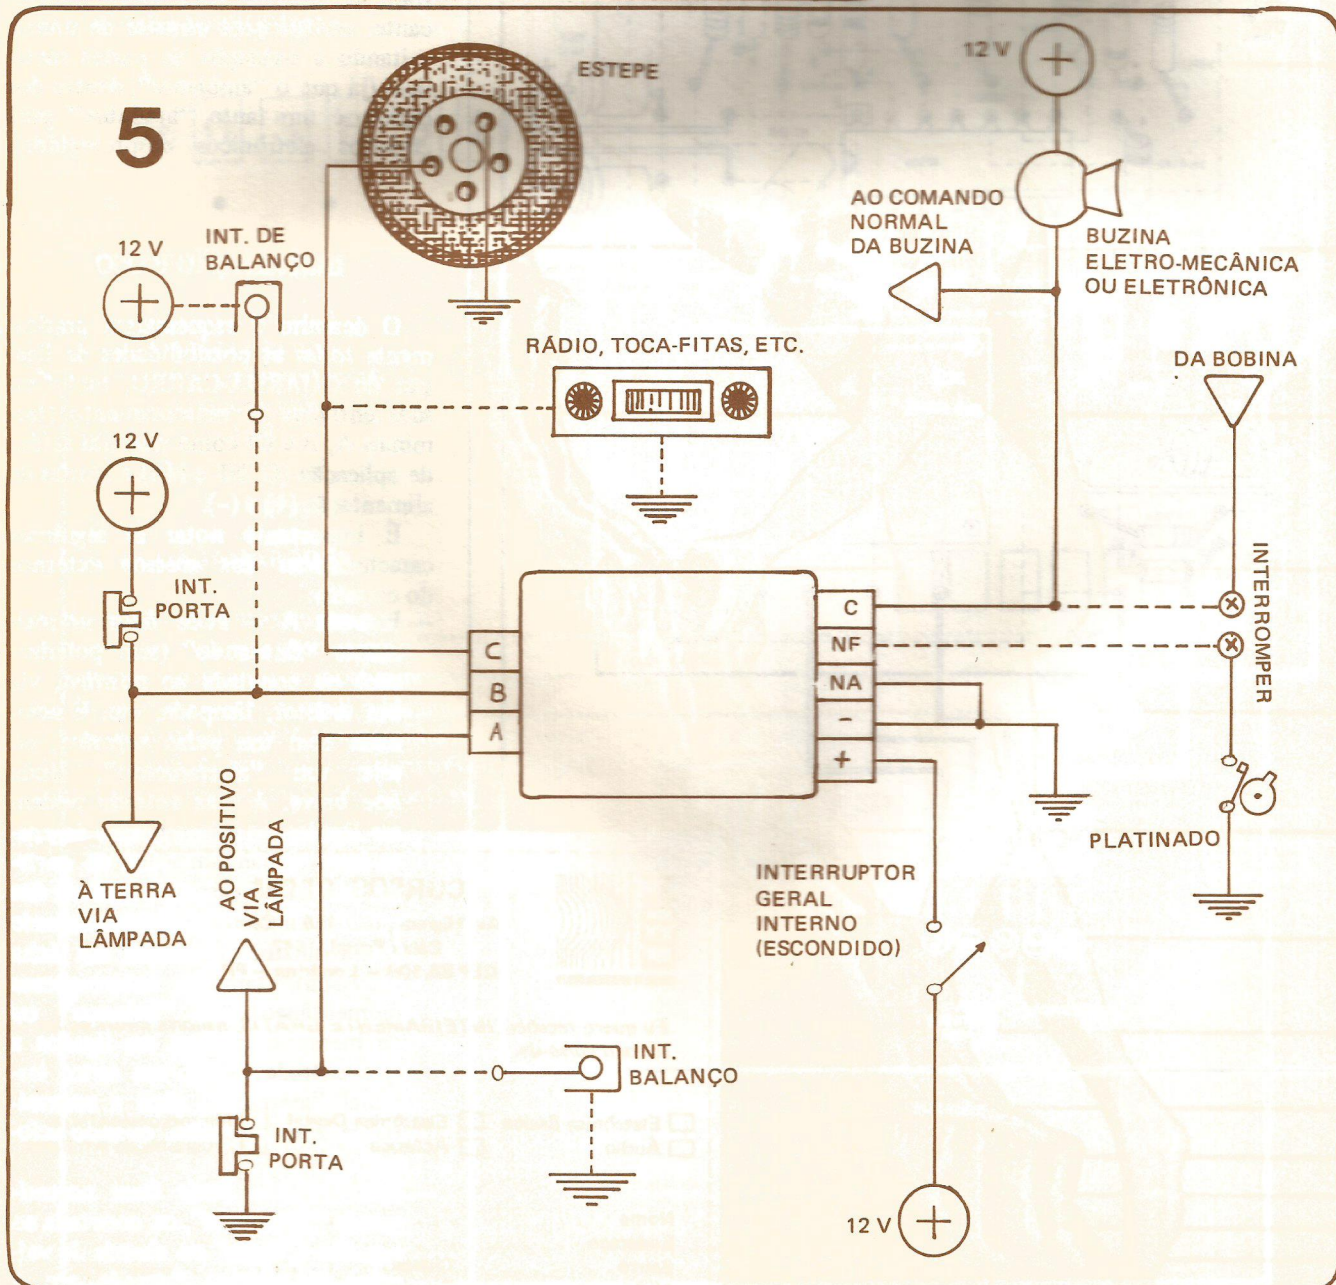 5
ESTEPE
12 V
AO COMANDO
NORMAL
DA BUZINA
BUZINA
ELETRO-MECÂNICA
OU ELETRÔNICA
12 V
INT. DE
BALANÇO
RÁDIO, TOCA-FITAS, ETC.
DA BOBINA
12 V
INT.
PORTA
C
B
A
C
NF
NA
-
+
INTERROMPER
PLATINADO
À TERRA
VIA
LÂMPADA
AO POSITIVO
VIA
LÂMPADA
INTERRUPTOR
GERAL
INTERNO
(ESCONDIDO)
INT.
BALANÇO
INT.
PORTA
12 V